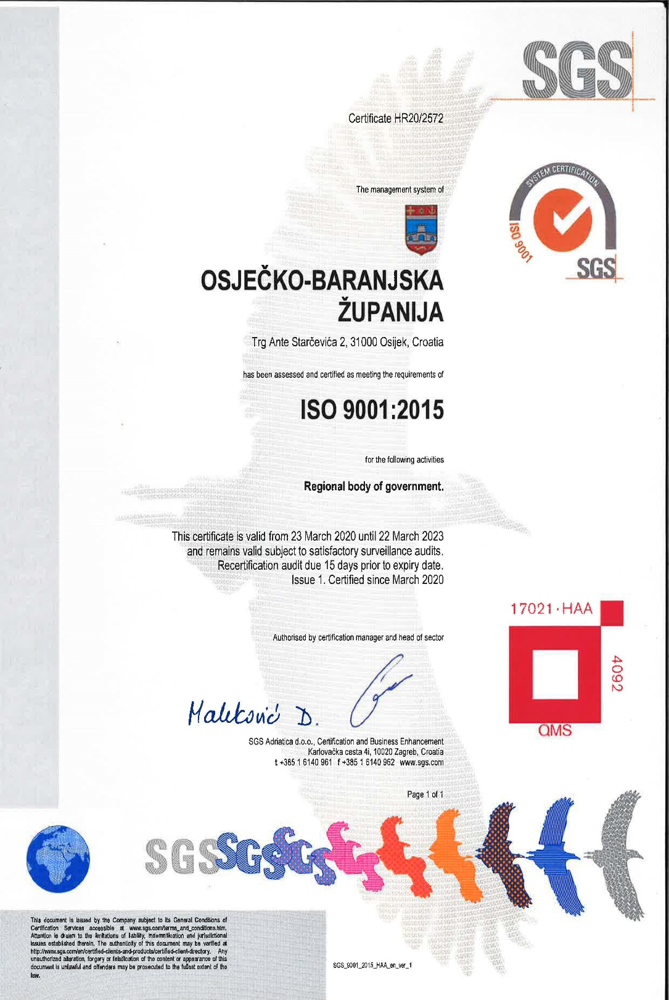 SGS
Certificate HR20/2572
The management system of
SYSTEM CERTIFICATION
ISO 9001
SGS
OSJEČKO-BARANJSKA
ŽUPANIJA
Trg Ante Starčevića 2, 31000 Osijek, Croatia
has been assessed and certified as meeting the requirements of
ISO 9001:2015
for the following activities
Regional body of government.
This certificate is valid from 23 March 2020 until 22 March 2023
and remains valid subject to satisfactory surveillance audits.
Recertification audit due 15 days prior to expiry date.
Issue 1. Certified since March 2020
17021·HAA
4092
QMS
Authorised by certification manager and head of sector
Maleković D.
SGS Adriatica d.o.o., Certification and Business Enhancement
Karlovačka cesta 4i, 10020 Zagreb, Croatia
t +385 1 6140 961 f +385 1 6140 962 www.sgs.com
Page 1 of 1
SGSSGSSGS
This document is issued by the Company subject to its General Conditions of
Certification Services accessible at www.sgs.com/terms_and_conditions.htm.
Attention is drawn to the limitations of liability, indemnification and jurisdictional
issues established therein. The authenticity of this document may be verified at
http://www.sgs.com/en/certified-clients-and-products/certified-client-directory. Any
unauthorized alteration, forgery or falsification of the content or appearance of this
document is unlawful and offenders may be prosecuted to the fullest extent of the
law.
SGS_9001_2015_HAA_en_ver_1